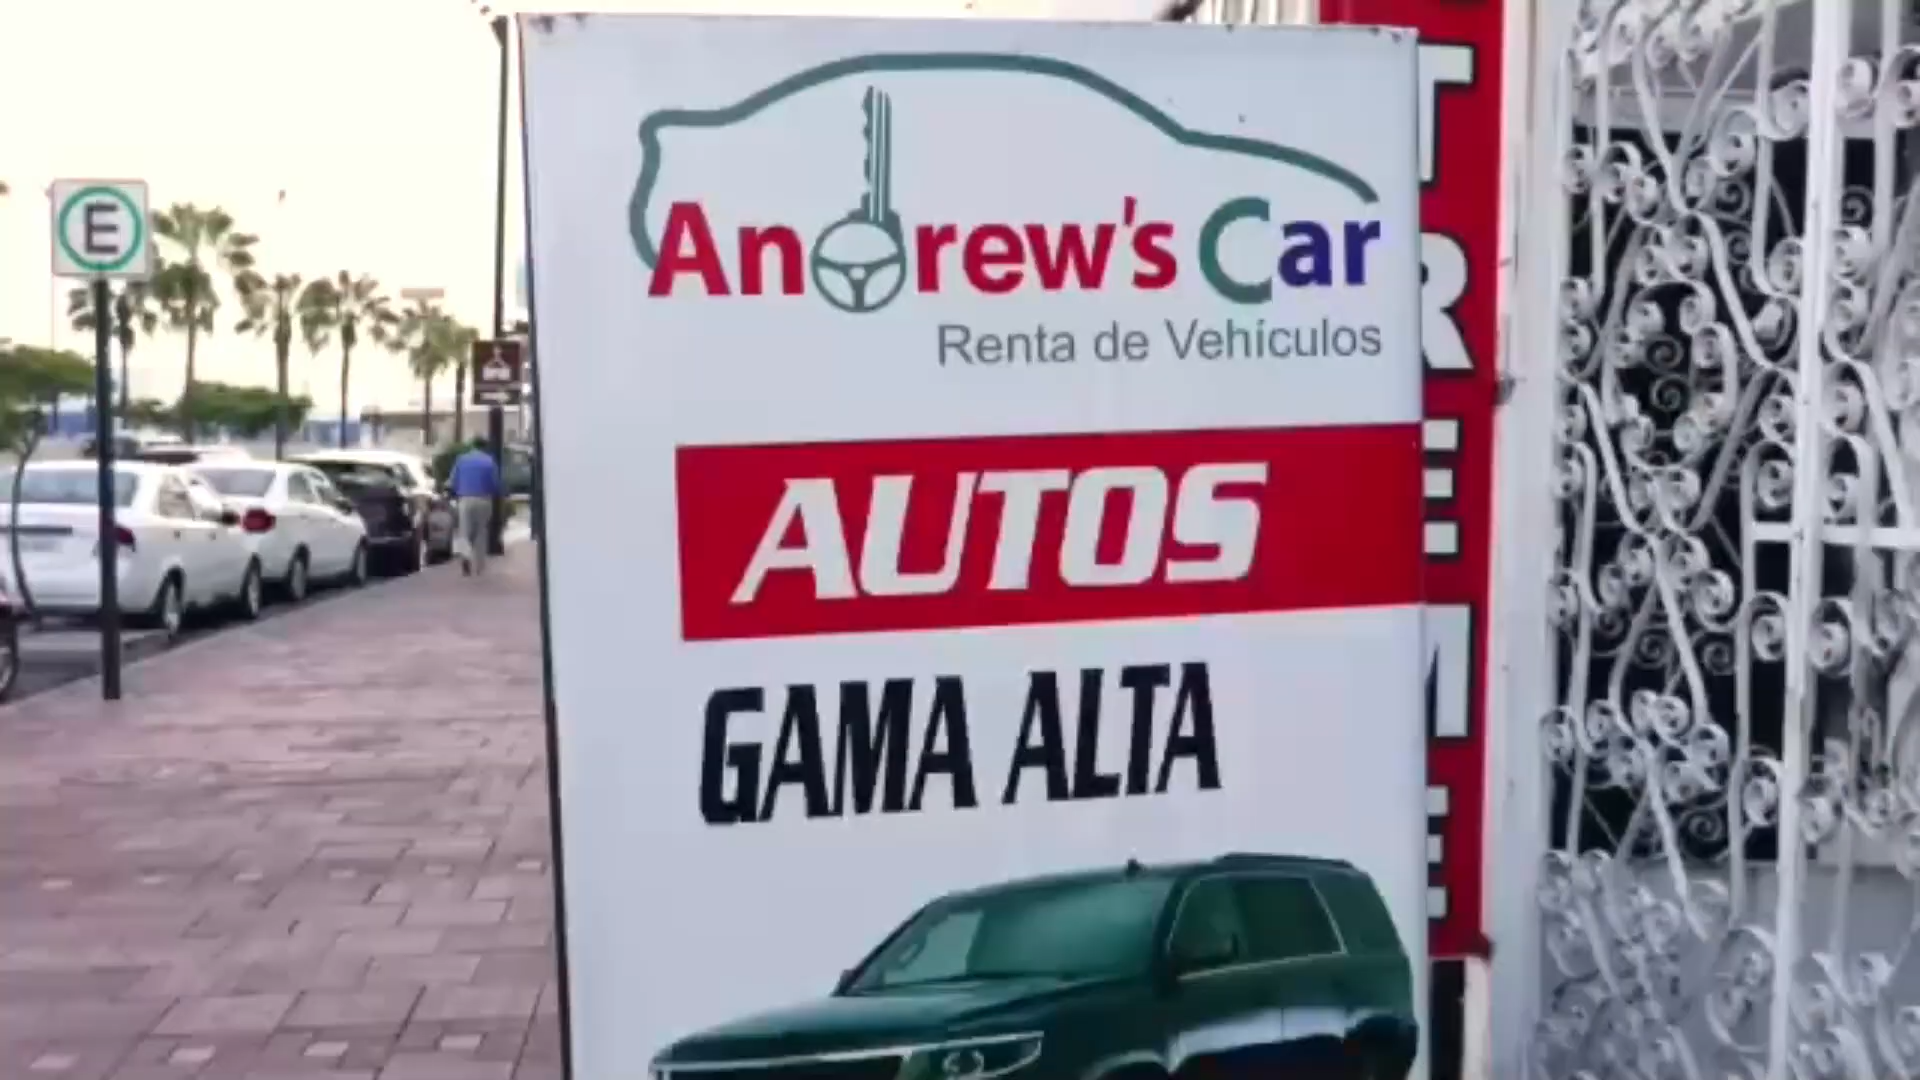 E
Andrew's Car
Renta de Vehículos
AUTOS
GAMA ALTA